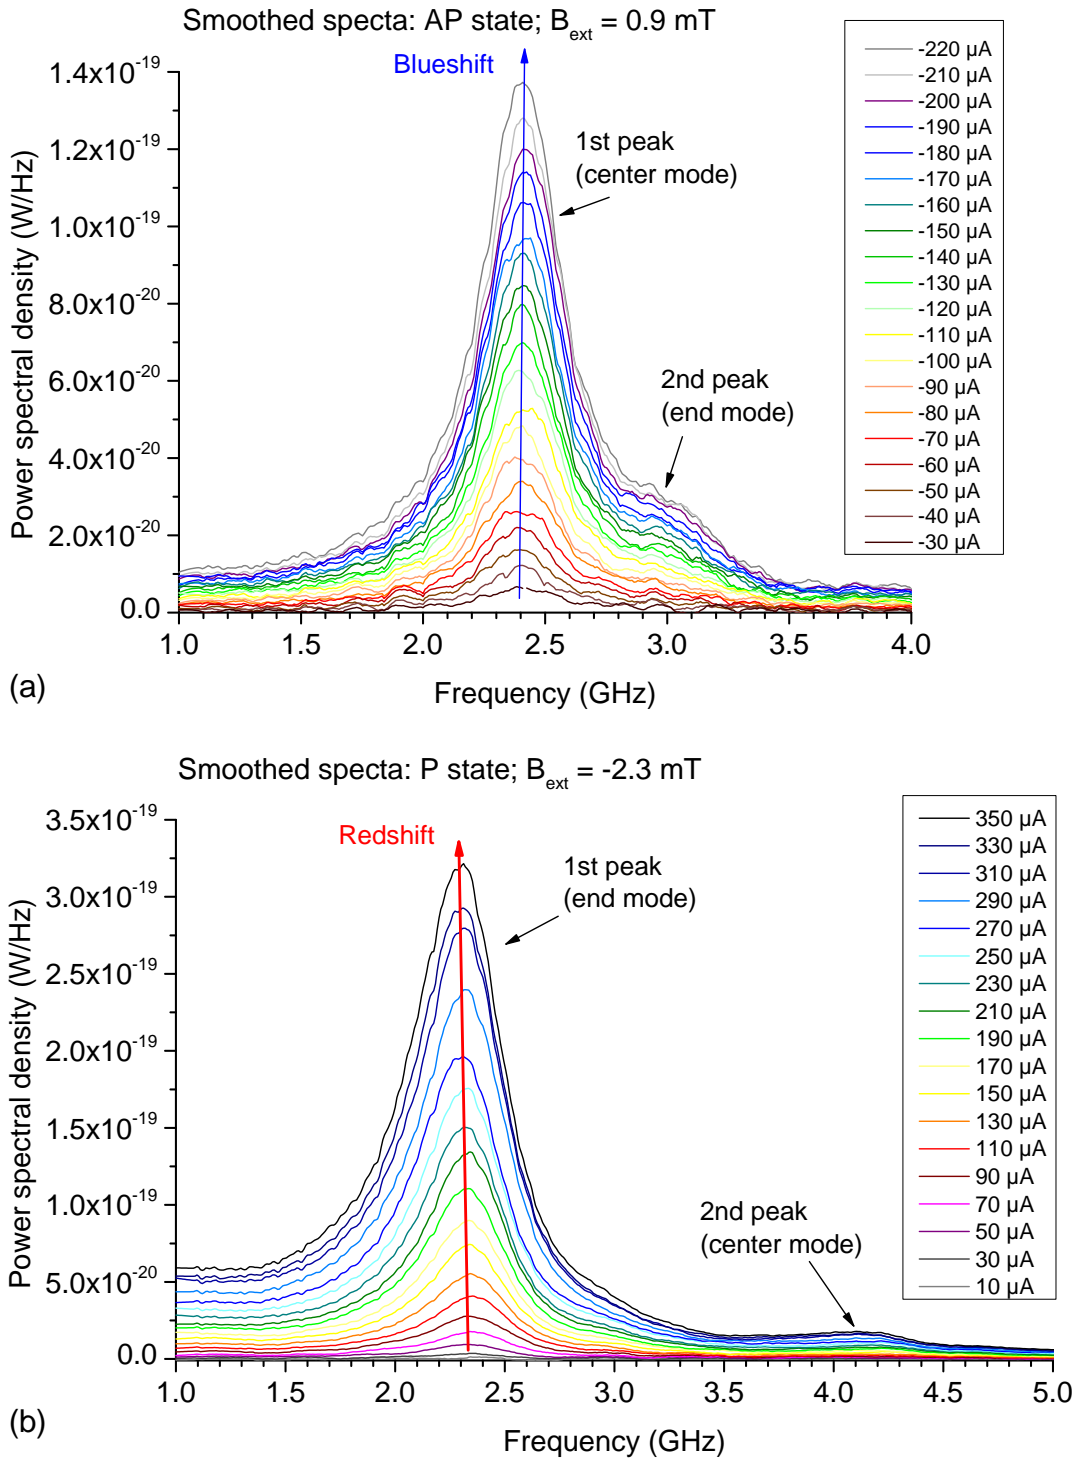 Smoothed specta: AP state; B_ext = 0.9 mT
Blueshift
1st peak
(center mode)
2nd peak
(end mode)
-220 µA
-210 µA
-200 µA
-190 µA
-180 µA
-170 µA
-160 µA
-150 µA
-140 µA
-130 µA
-120 µA
-110 µA
-100 µA
-90 µA
-80 µA
-70 µA
-60 µA
-50 µA
-40 µA
-30 µA
Power spectral density (W/Hz)
1.4x10^-19
1.2x10^-19
1.0x10^-19
8.0x10^-20
6.0x10^-20
4.0x10^-20
2.0x10^-20
0.0
1.0 1.5 2.0 2.5 3.0 3.5 4.0
Frequency (GHz)
(a)
Smoothed specta: P state; B_ext = -2.3 mT
Redshift
1st peak
(end mode)
2nd peak
(center mode)
350 µA
330 µA
310 µA
290 µA
270 µA
250 µA
230 µA
210 µA
190 µA
170 µA
150 µA
130 µA
110 µA
90 µA
70 µA
50 µA
30 µA
10 µA
Power spectral density (W/Hz)
3.5x10^-19
3.0x10^-19
2.5x10^-19
2.0x10^-19
1.5x10^-19
1.0x10^-19
5.0x10^-20
0.0
1.0 1.5 2.0 2.5 3.0 3.5 4.0 4.5 5.0
Frequency (GHz)
(b)